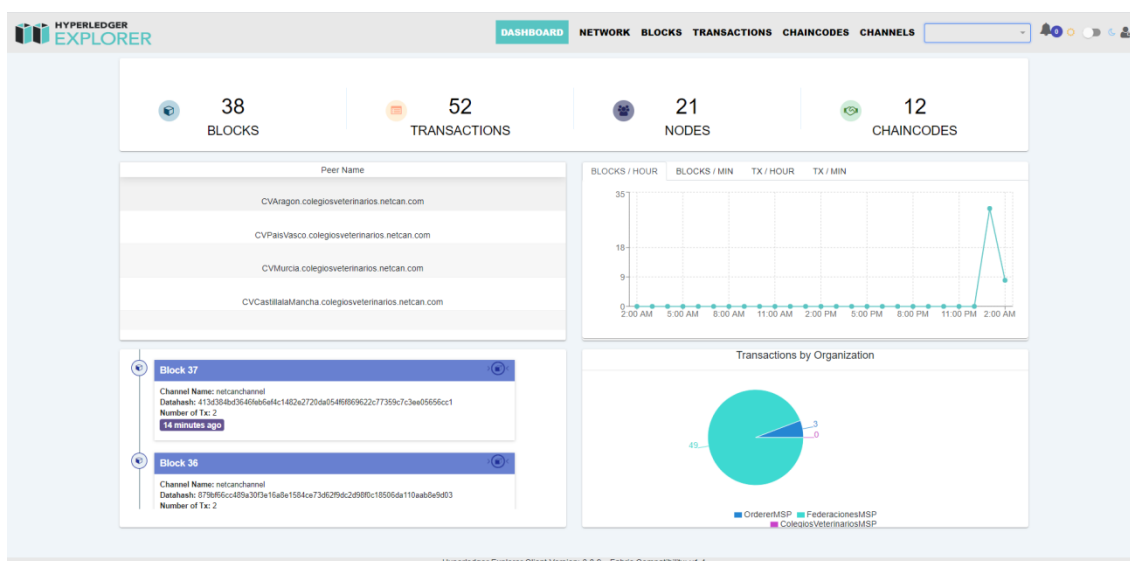 HYPERLEDGER
EXPLORER
DASHBOARD NETWORK BLOCKS TRANSACTIONS CHAINCODES CHANNELS
0
38
BLOCKS
52
TRANSACTIONS
21
NODES
12
CHAINCODES
Peer Name
CVAragon.colegiosveterinarios.netcan.com
CVPaisVasco.colegiosveterinarios.netcan.com
CVMurcia.colegiosveterinarios.netcan.com
CVCastillalaMancha.colegiosveterinarios.netcan.com
BLOCKS / HOUR BLOCKS / MIN TX / HOUR TX / MIN
35
18
9
0
2:00 AM 5:00 AM 8:00 AM 11:00 AM 2:00 PM 5:00 PM 8:00 PM 11:00 PM 2:00 AM
Block 37
Channel Name: netcanchannel
Datahash: 413d384bd3646feb6ef4c1482e2720da054f6f869622c77359c7c3ee05656cc1
Number of Tx: 2
14 minutes ago
Block 36
Channel Name: netcanchannel
Datahash: 879bf66cc489a30f3e16a8e1584ce73d62f9dc2d98f0c18506da110aab8e9d03
Number of Tx: 2
Transactions by Organization
3
0
49
OrdererMSP FederacionesMSP
ColegiosVeterinariosMSP